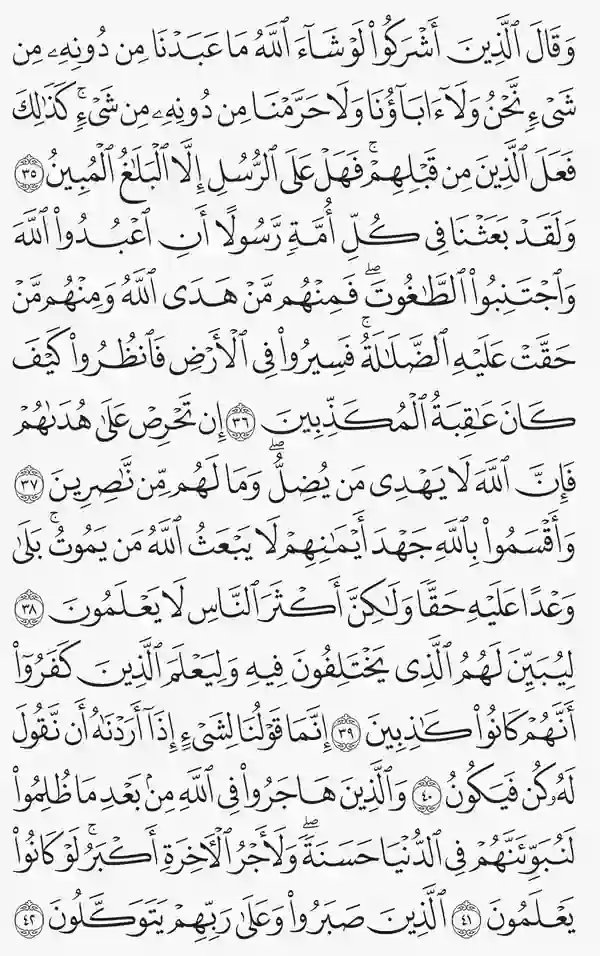 وَقَالَ ٱلَّذِينَ أَشْرَكُوا۟ لَوْ شَآءَ ٱللَّهُ مَا عَبَدْنَا مِن دُونِهِۦ مِن
شَىْءٍ نَّحْنُ وَلَآ ءَابَآؤُنَا وَلَا حَرَّمْنَا مِن دُونِهِۦ مِن شَىْءٍ ۚ كَذَٰلِكَ
فَعَلَ ٱلَّذِينَ مِن قَبْلِهِمْ ۚ فَهَلْ عَلَى ٱلرُّسُلِ إِلَّا ٱلْبَلَٰغُ ٱلْمُبِينُ ٣٥
وَلَقَدْ بَعَثْنَا فِى كُلِّ أُمَّةٍ رَّسُولًا أَنِ ٱعْبُدُوا۟ ٱللَّهَ
وَٱجْتَنِبُوا۟ ٱلطَّٰغُوتَ ۖ فَمِنْهُم مَّنْ هَدَى ٱللَّهُ وَمِنْهُم مَّنْ
حَقَّتْ عَلَيْهِ ٱلضَّلَٰلَةُ ۚ فَسِيرُوا۟ فِى ٱلْأَرْضِ فَٱنظُرُوا۟ كَيْفَ
كَانَ عَٰقِبَةُ ٱلْمُكَذِّبِينَ ٣٦ إِن تَحْرِصْ عَلَىٰ هُدَىٰهُمْ
فَإِنَّ ٱللَّهَ لَا يَهْدِى مَن يُضِلُّ ۖ وَمَا لَهُم مِّن نَّٰصِرِينَ ٣٧
وَأَقْسَمُوا۟ بِٱللَّهِ جَهْدَ أَيْمَٰنِهِمْ لَا يَبْعَثُ ٱللَّهُ مَن يَمُوتُ ۚ بَلَىٰ
وَعْدًا عَلَيْهِ حَقًّا وَلَٰكِنَّ أَكْثَرَ ٱلنَّاسِ لَا يَعْلَمُونَ ٣٨
لِيُبَيِّنَ لَهُمُ ٱلَّذِى يَخْتَلِفُونَ فِيهِ وَلِيَعْلَمَ ٱلَّذِينَ كَفَرُوٓا۟
أَنَّهُمْ كَانُوا۟ كَٰذِبِينَ ٣٩ إِنَّمَا قَوْلُنَا لِشَىْءٍ إِذَآ أَرَدْنَٰهُ أَن نَّقُولَ
لَهُۥ كُن فَيَكُونُ ٤٠ وَٱلَّذِينَ هَاجَرُوا۟ فِى ٱللَّهِ مِنۢ بَعْدِ مَا ظُلِمُوا۟
لَنُبَوِّئَنَّهُمْ فِى ٱلدُّنْيَا حَسَنَةً ۖ وَلَأَجْرُ ٱلْءَاخِرَةِ أَكْبَرُ ۚ لَوْ كَانُوا۟
يَعْلَمُونَ ٤١ ٱلَّذِينَ صَبَرُوا۟ وَعَلَىٰ رَبِّهِمْ يَتَوَكَّلُونَ ٤٢